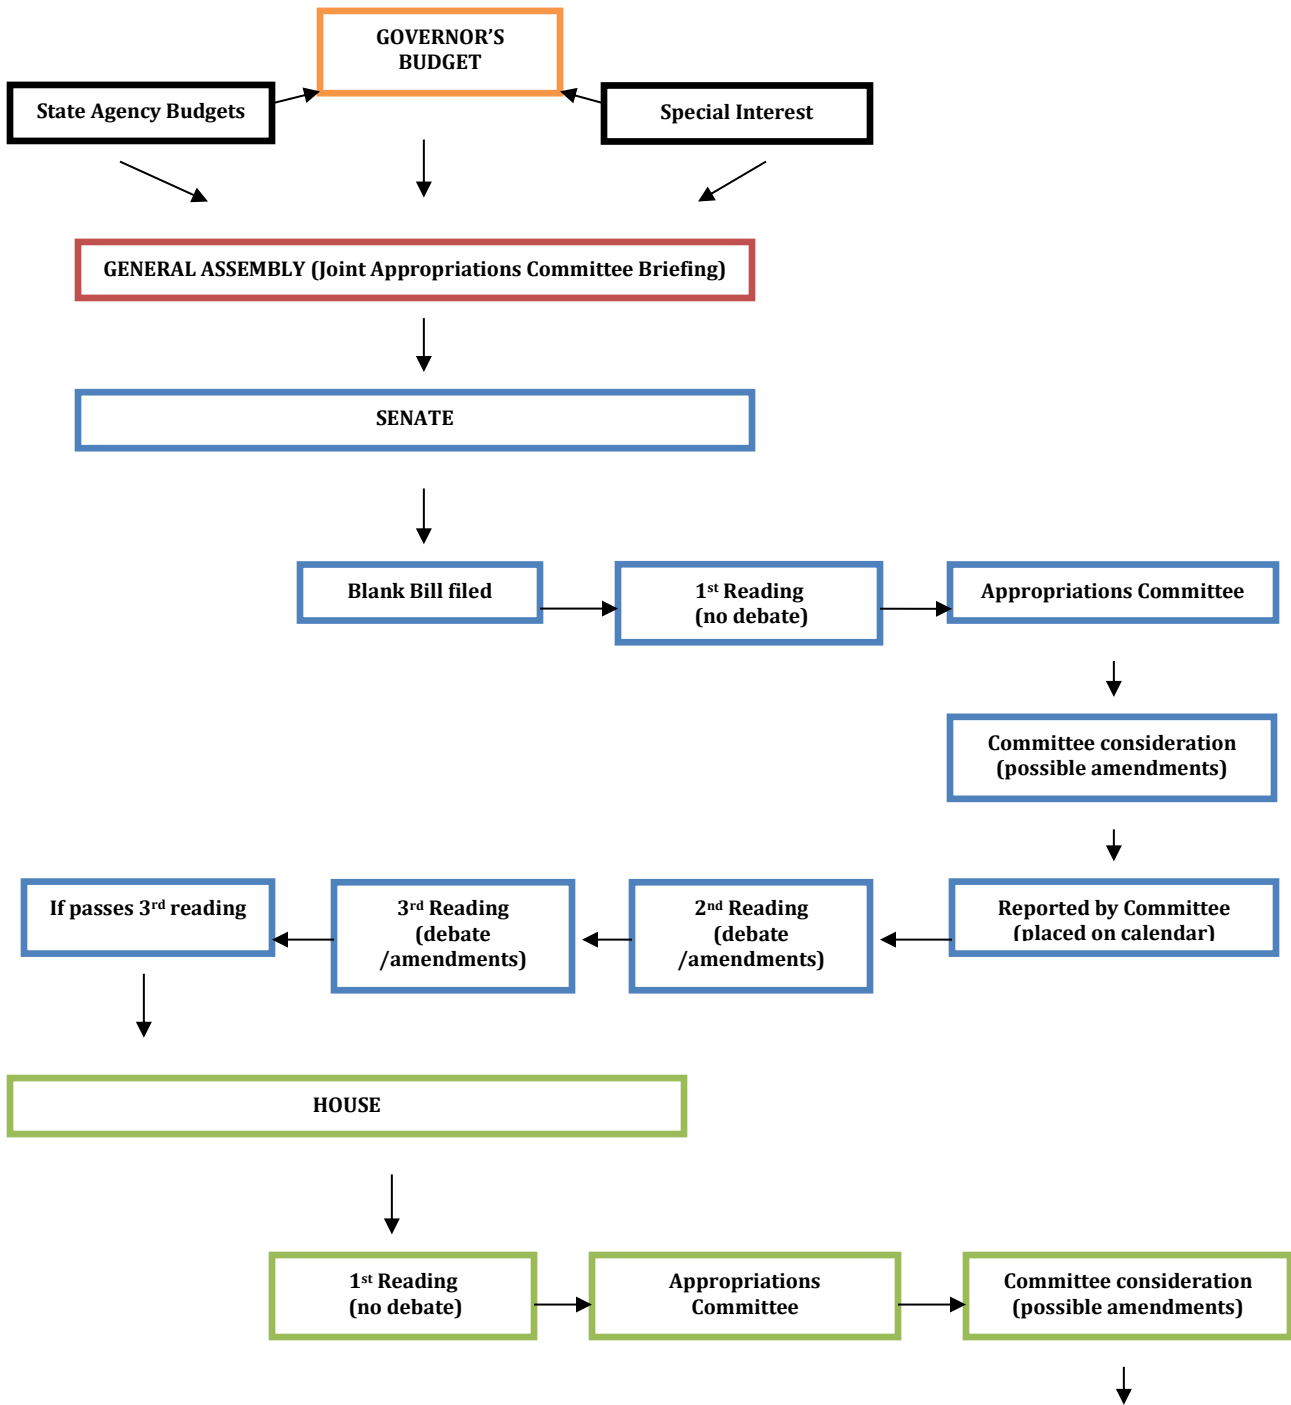 GOVERNOR’S
BUDGET
State Agency Budgets
Special Interest
GENERAL ASSEMBLY (Joint Appropriations Committee Briefing)
SENATE
Blank Bill filed
1st Reading
(no debate)
Appropriations Committee
Committee consideration
(possible amendments)
If passes 3rd reading
3rd Reading
(debate
/amendments)
2nd Reading
(debate
/amendments)
Reported by Committee
(placed on calendar)
HOUSE
1st Reading
(no debate)
Appropriations
Committee
Committee consideration
(possible amendments)